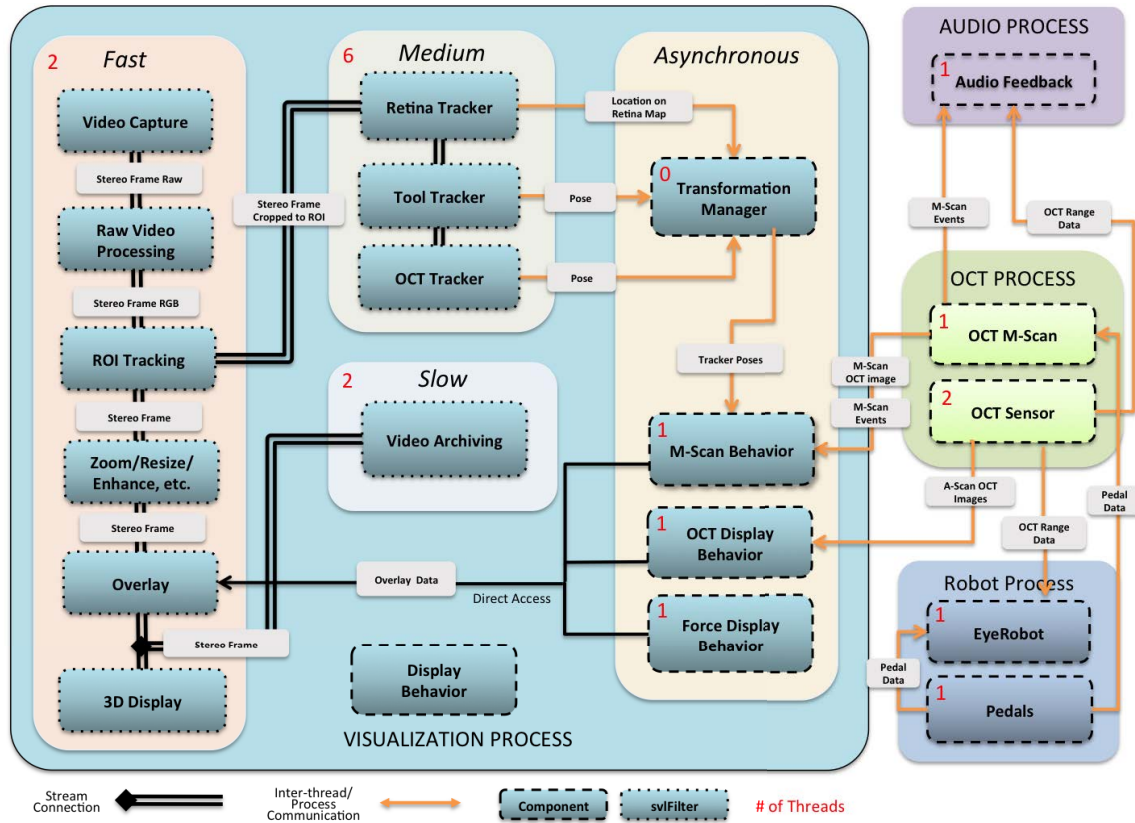 2
Fast
Video Capture
Stereo Frame Raw
Raw Video
Processing
Stereo Frame RGB
ROI Tracking
Stereo Frame
Zoom/Resize/
Enhance, etc.
Stereo Frame
Overlay
Stereo Frame
3D Display
Stereo Frame
Cropped to ROI
6
Medium
Retina Tracker
Tool Tracker
OCT Tracker
Location on
Retina Map
Pose
Pose
2
Slow
Video Archiving
Overlay Data
Direct Access
Display
Behavior
VISUALIZATION PROCESS
Asynchronous
0
Transformation
Manager
Tracker Poses
1
M-Scan Behavior
1
OCT Display
Behavior
1
Force Display
Behavior
AUDIO PROCESS
1
Audio Feedback
M-Scan
Events
OCT Range
Data
OCT PROCESS
1
OCT M-Scan
2
OCT Sensor
M-Scan
OCT image
M-Scan
Events
A-Scan OCT
Images
OCT Range
Data
Pedal
Data
Robot Process
1
EyeRobot
Pedal
Data
1
Pedals
Stream
Connection
Inter-thread/
Process
Communication
Component
svlFilter
# of Threads